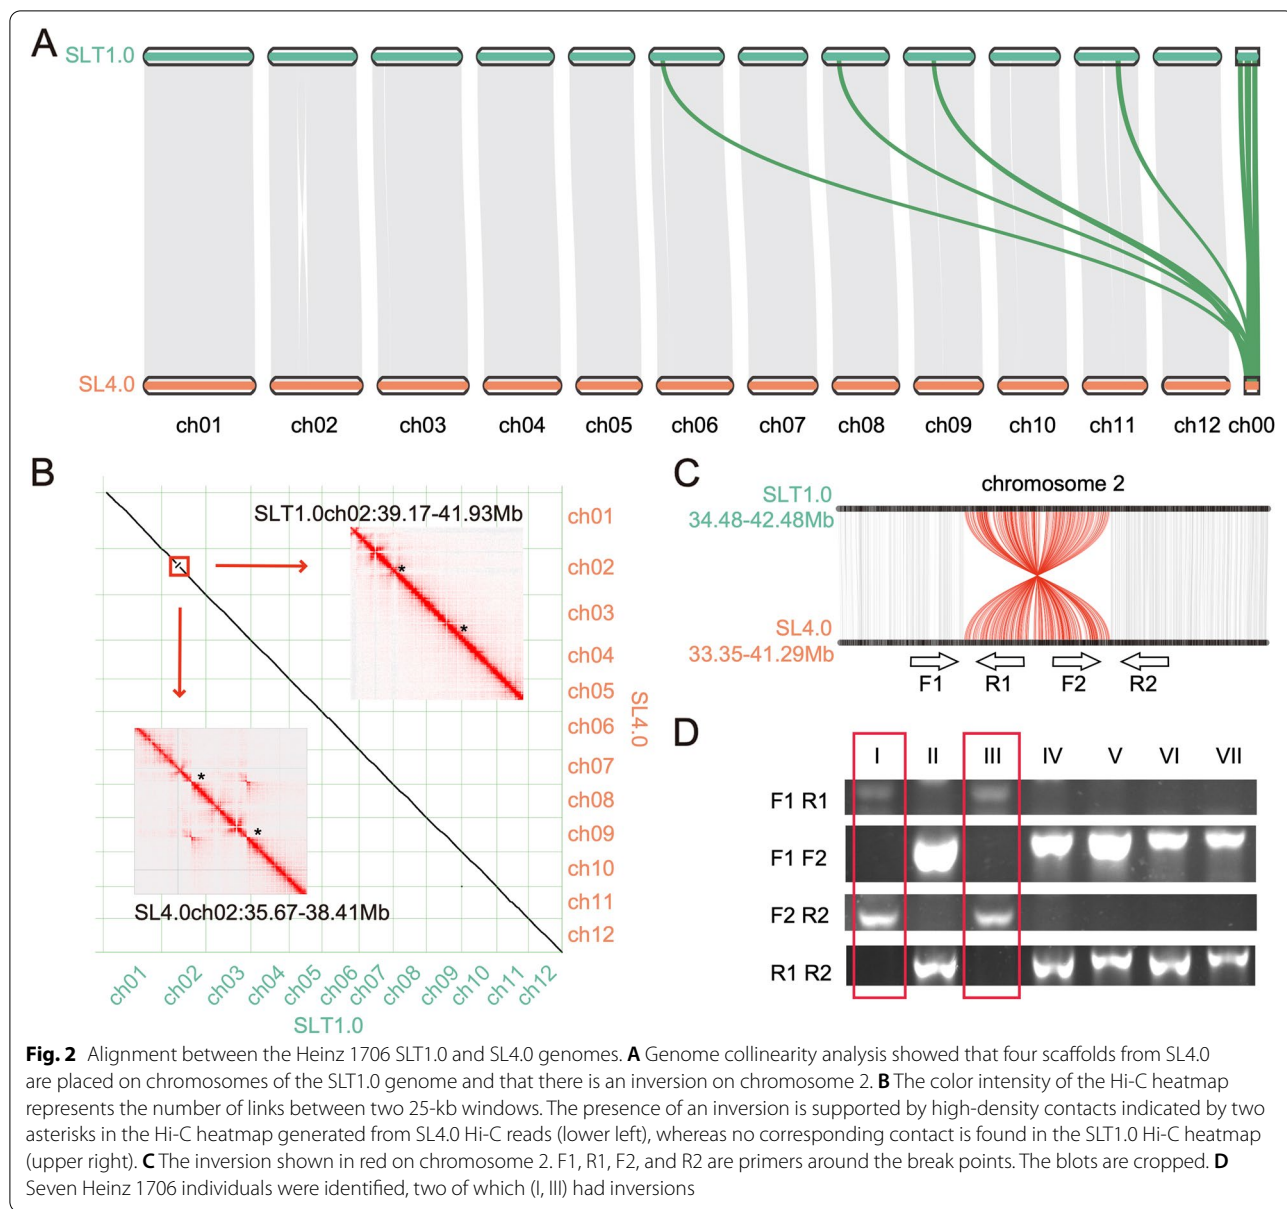 A
SLT1.0
SL4.0
ch01 ch02 ch03 ch04 ch05 ch06 ch07 ch08 ch09 ch10 ch11 ch12 ch00
B
SLT1.0ch02:39.17-41.93Mb
*
*
*
*
SL4.0ch02:35.67-38.41Mb
ch01
ch02
ch03
ch04
ch05
ch06
ch07
ch08
ch09
ch10
ch11
ch12
SL4.0
ch01 ch02 ch03 ch04 ch05 ch06 ch07 ch08 ch09 ch10 ch11 ch12
SLT1.0
C
chromosome 2
SLT1.0
34.48-42.48Mb
SL4.0
33.35-41.29Mb
F1 R1 F2 R2
D
I II III IV V VI VII
F1 R1
F1 F2
F2 R2
R1 R2
Fig. 2 Alignment between the Heinz 1706 SLT1.0 and SL4.0 genomes. A Genome collinearity analysis showed that four scaffolds from SL4.0
are placed on chromosomes of the SLT1.0 genome and that there is an inversion on chromosome 2. B The color intensity of the Hi-C heatmap
represents the number of links between two 25-kb windows. The presence of an inversion is supported by high-density contacts indicated by two
asterisks in the Hi-C heatmap generated from SL4.0 Hi-C reads (lower left), whereas no corresponding contact is found in the SLT1.0 Hi-C heatmap
(upper right). C The inversion shown in red on chromosome 2. F1, R1, F2, and R2 are primers around the break points. The blots are cropped. D
Seven Heinz 1706 individuals were identified, two of which (I, III) had inversions